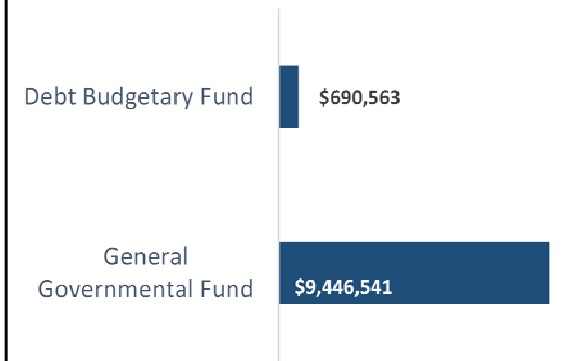 Debt Budgetary Fund
$690,563
General
Governmental Fund
$9,446,541